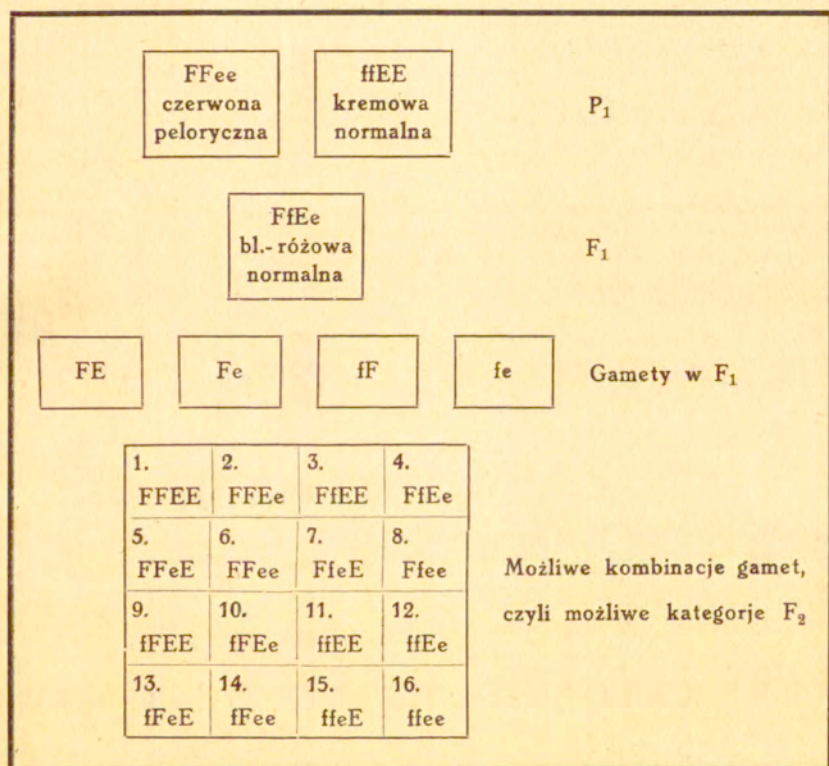 FFee
czerwona
peloryczna
ffEE
kremowa
normalna
P₁
FfEe
bl.-różowa
normalna
F₁
FE
Fe
fF
fe
Gamety w F₁
1.
FFEE
2.
FFEe
3.
FfEE
4.
FfEe
5.
FFeE
6.
FFee
7.
FfeE
8.
Ffee
9.
fFEE
10.
fFEe
11.
ffEE
12.
ffEe
13.
fFeE
14.
fFee
15.
ffeE
16.
ffee
Możliwe kombinacje gamet,
czyli możliwe kategorje F₂